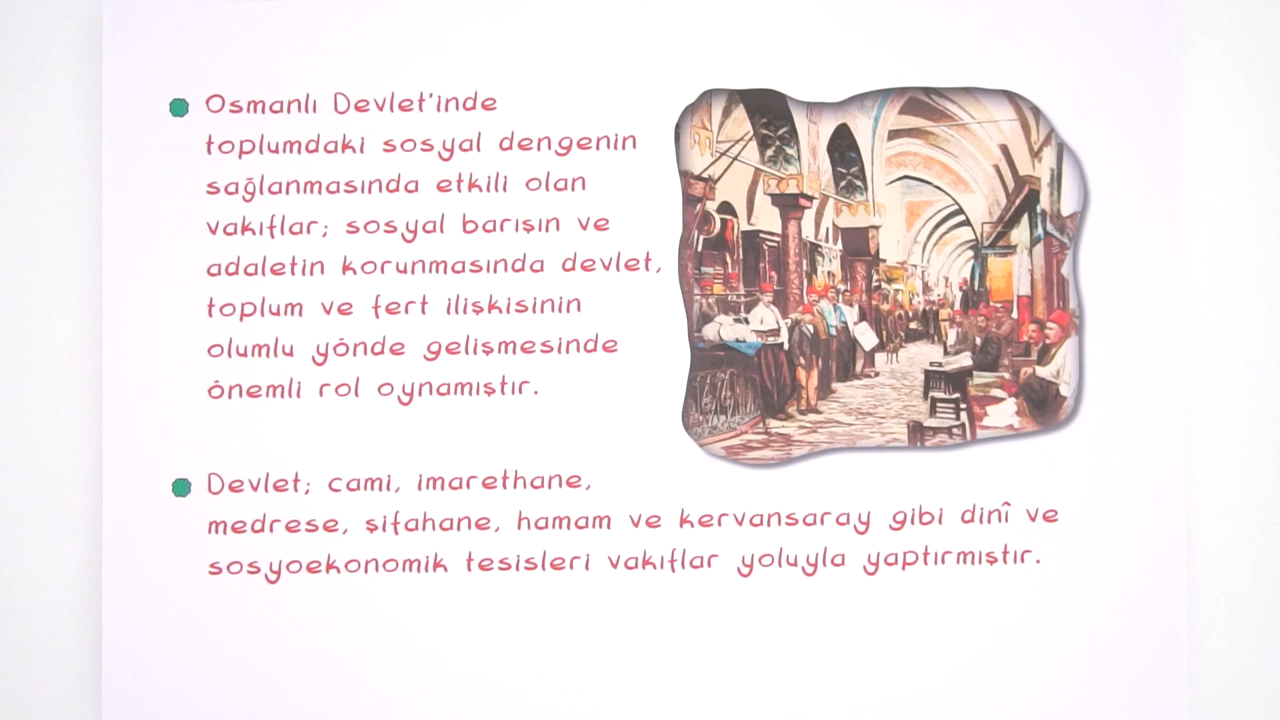 Osmanlı Devlet'inde
toplumdaki sosyal dengenin
sağlanmasında etkili olan
vakıflar; sosyal barışın ve
adaletin korunmasında devlet,
toplum ve fert ilişkisinin
olumlu yönde gelişmesinde
önemli rol oynamıştır.
Devlet; cami, imarethane,
medrese, şifahane, hamam ve kervansaray gibi dinî ve
sosyoekonomik tesisleri vakıflar yoluyla yaptırmıştır.